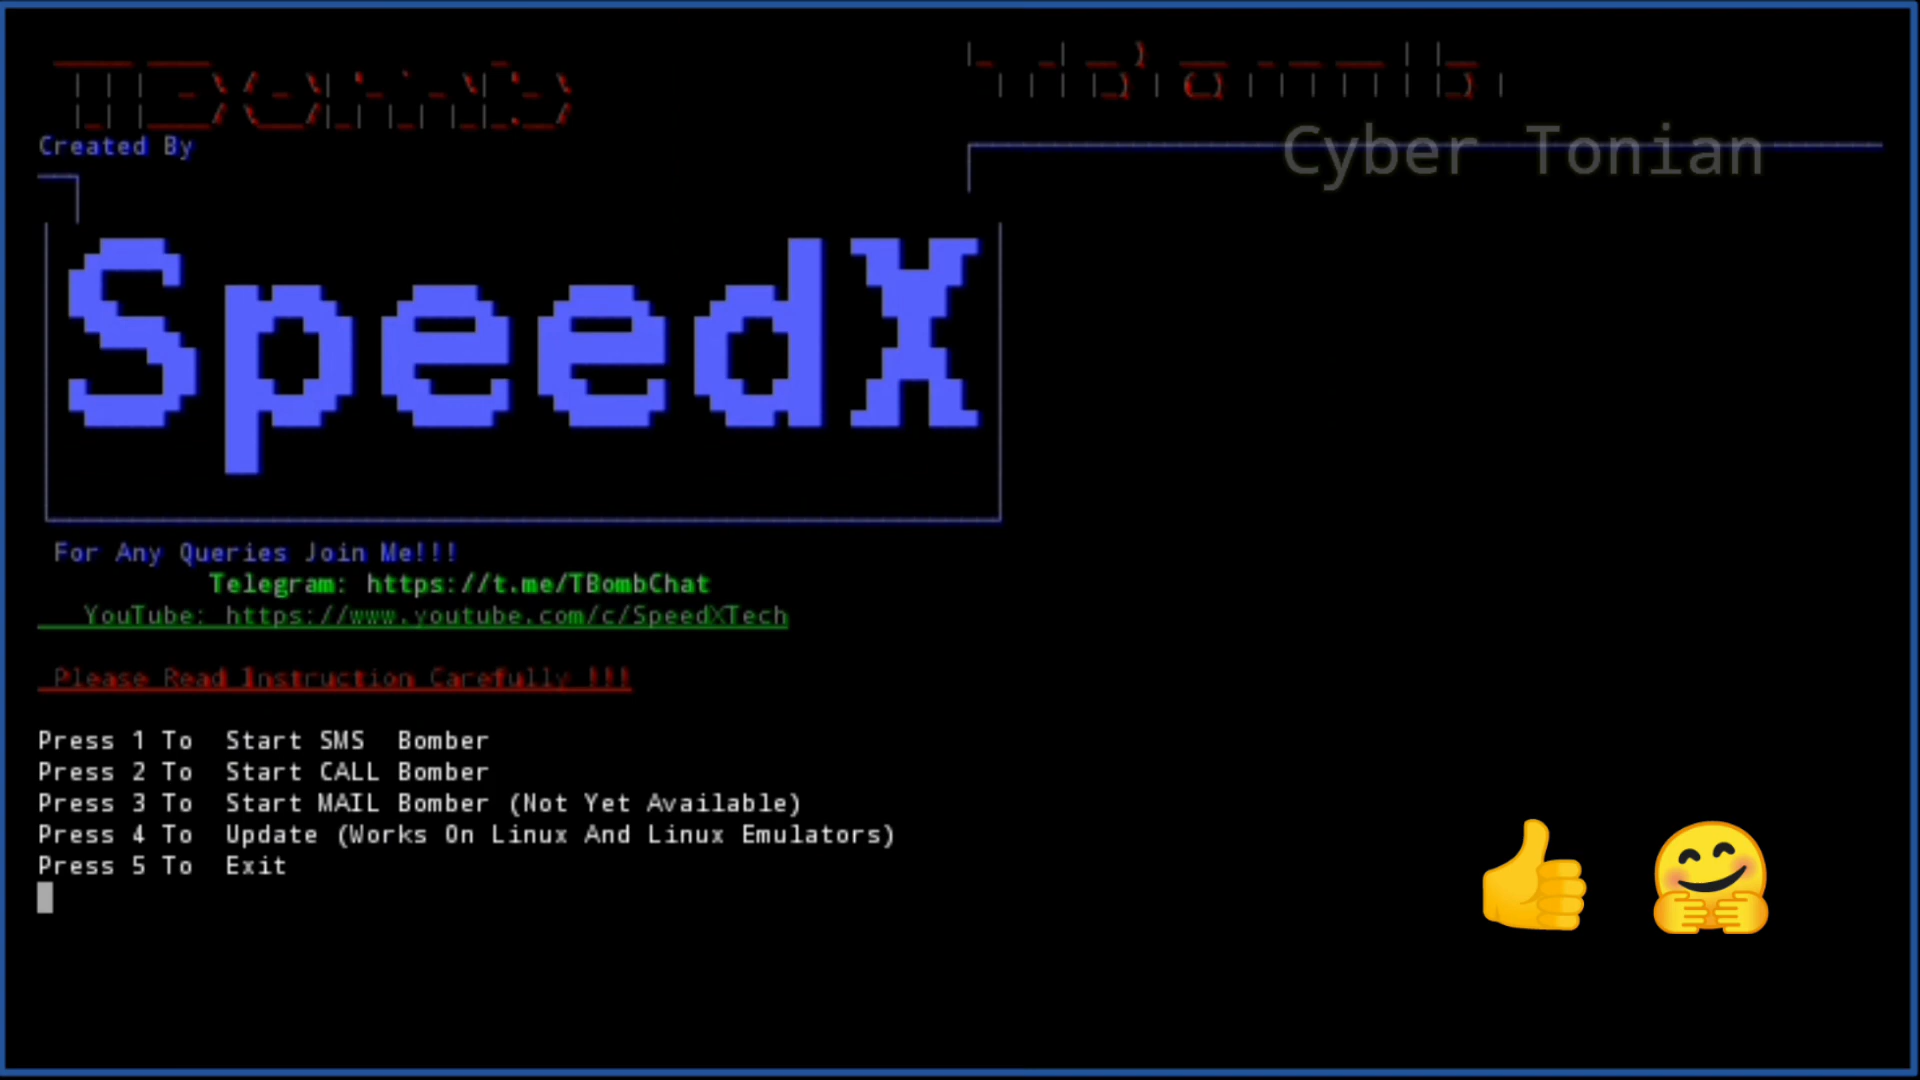 TBomb
Created By
Cyber Tonian
SpeedX
For Any Queries Join Me!!!
Telegram: https://t.me/TBombChat
YouTube: https://www.youtube.com/c/SpeedXTech
Please Read Instruction Carefully !!!
Press 1 To  Start SMS  Bomber
Press 2 To  Start CALL Bomber
Press 3 To  Start MAIL Bomber (Not Yet Available)
Press 4 To  Update (Works On Linux And Linux Emulators)
Press 5 To  Exit